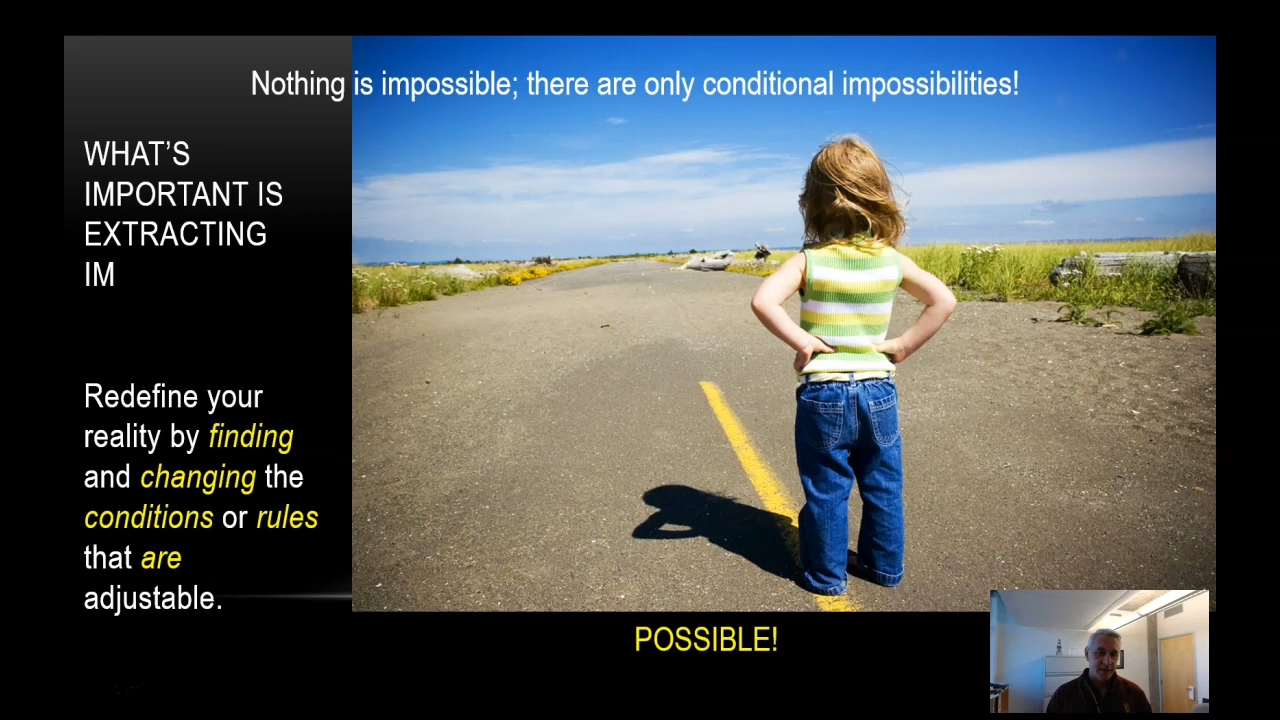 Nothing is impossible; there are only conditional impossibilities!
WHAT'S
IMPORTANT IS
EXTRACTING
IM
Redefine your
reality by finding
and changing the
conditions or rules
that are
adjustable.
POSSIBLE!